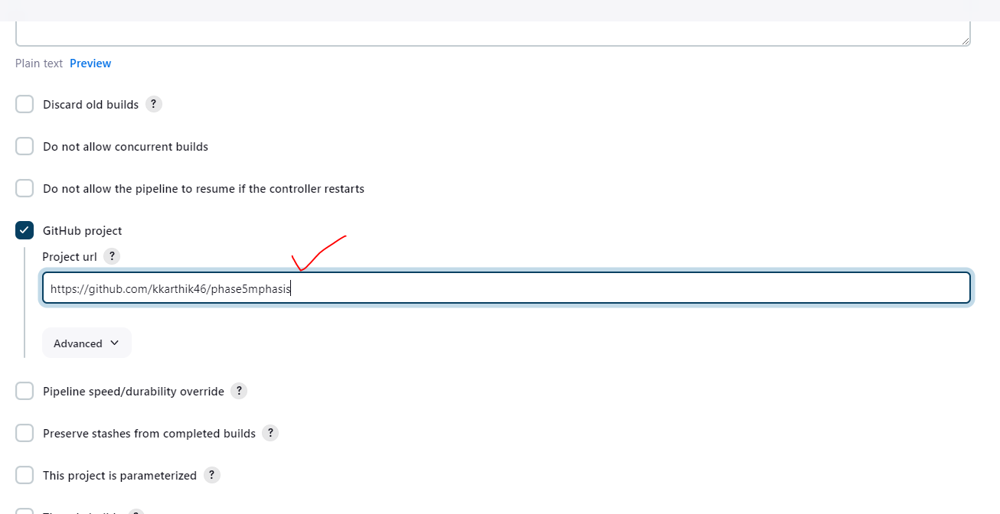 Plain text Preview
Discard old builds ?
Do not allow concurrent builds
Do not allow the pipeline to resume if the controller restarts
GitHub project
Project url ?
https://github.com/kkarthik46/phase5mphasis
Advanced
Pipeline speed/durability override ?
Preserve stashes from completed builds ?
This project is parameterized ?